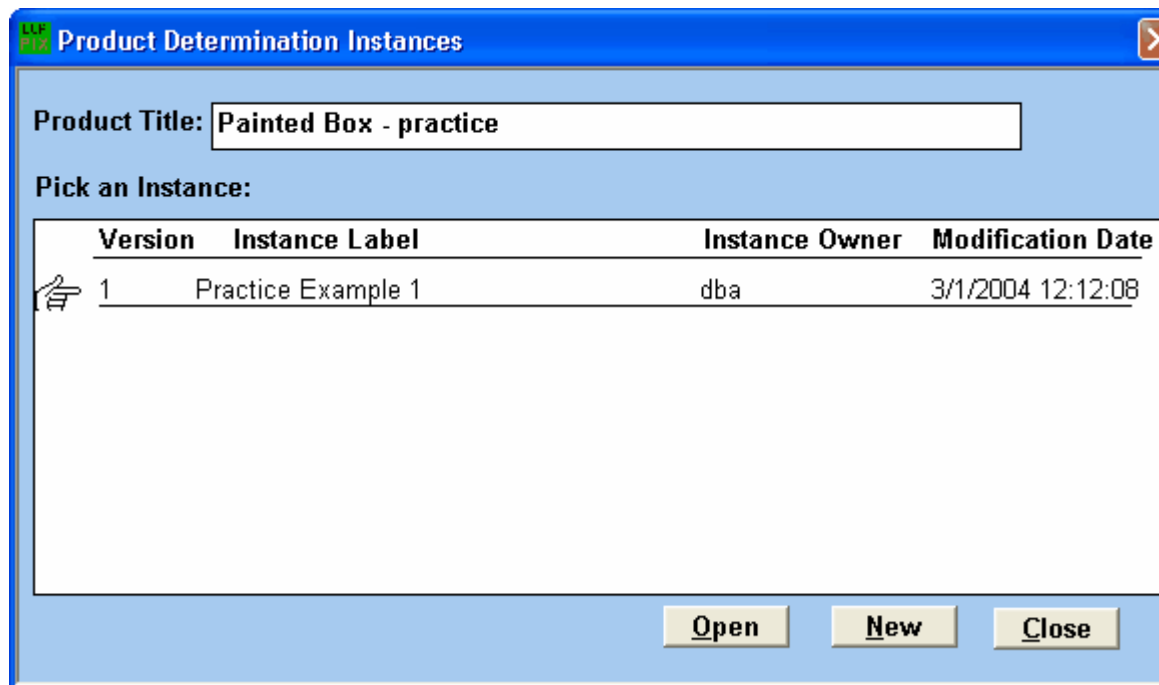 LLF
PIX
Product Determination Instances
Product Title: Painted Box - practice
Pick an Instance:
Version Instance Label Instance Owner Modification Date
1 Practice Example 1 dba 3/1/2004 12:12:08
Open New Close